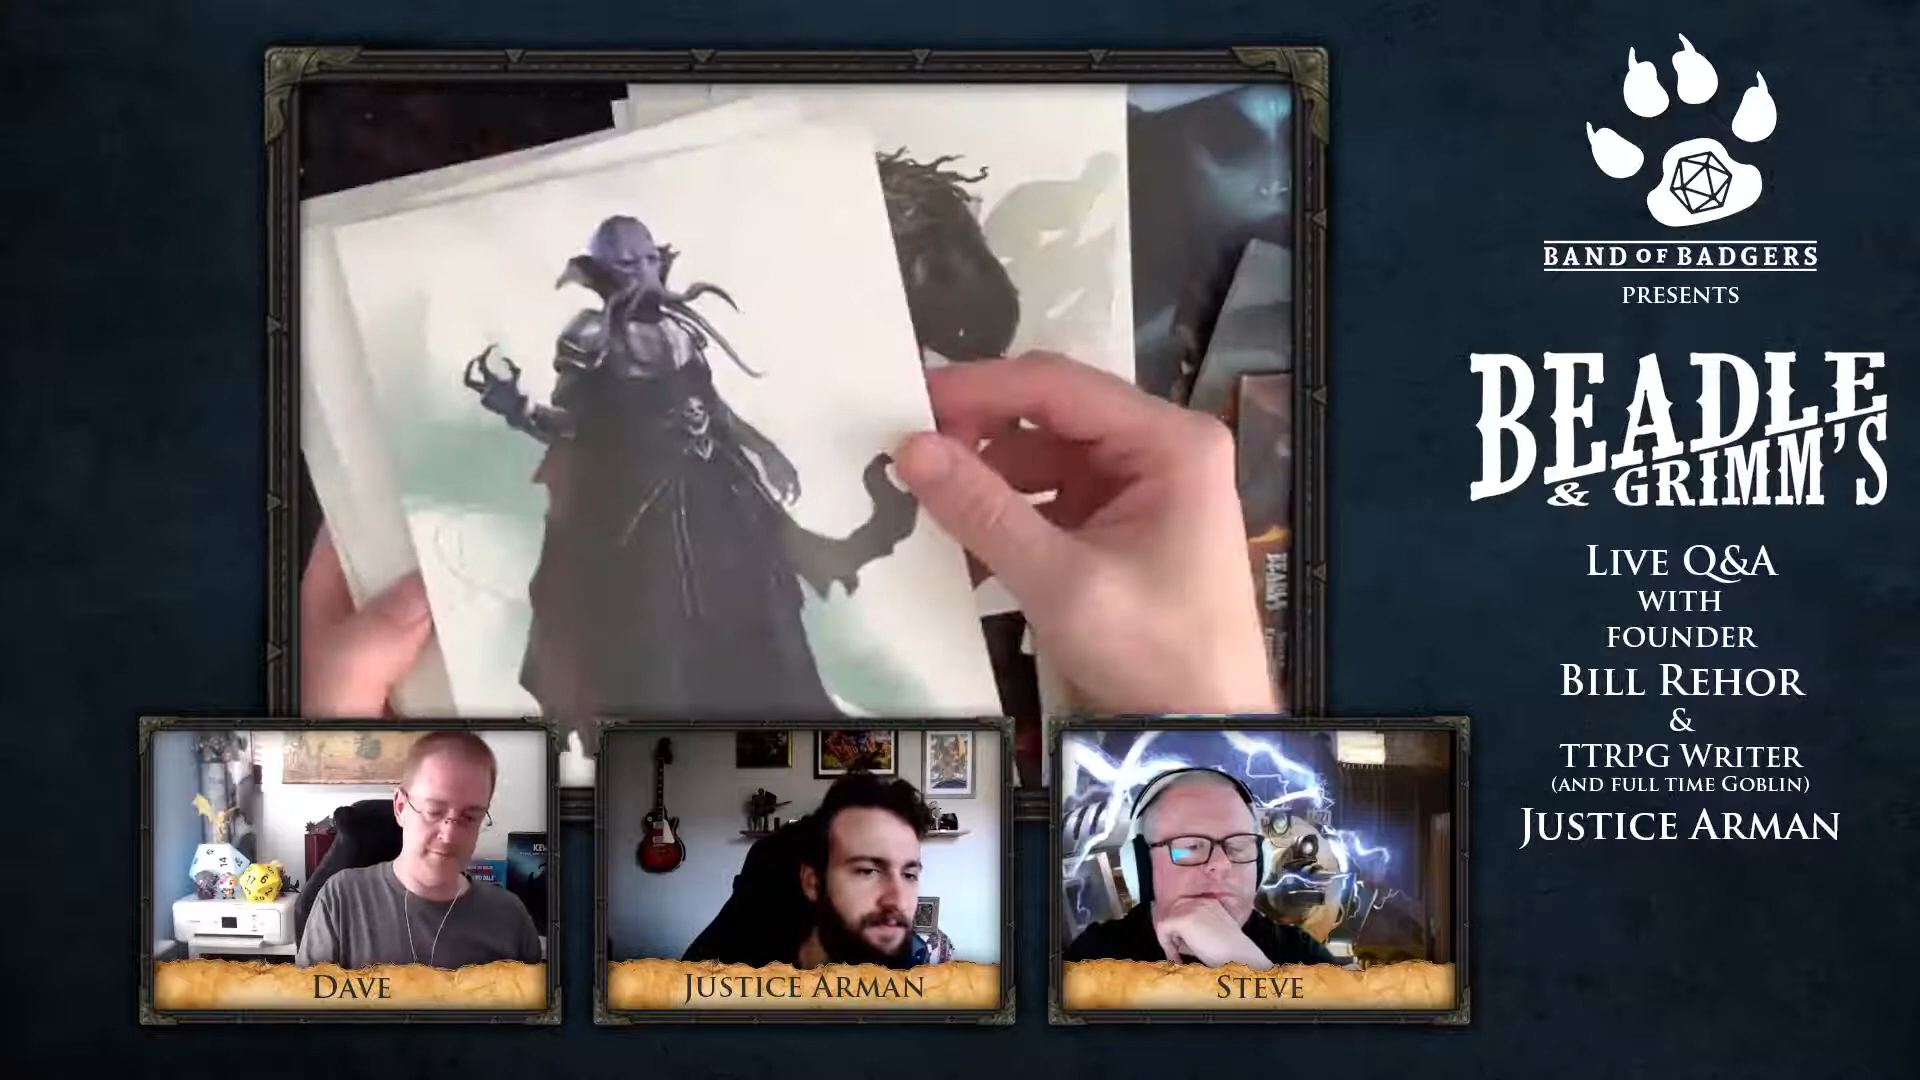 BAND OF BADGERS
PRESENTS
BEADLE
& GRIMM'S
LIVE Q&A
WITH
FOUNDER
BILL REHOR
&
TTRPG WRITER
(AND FULL TIME GOBLIN)
JUSTICE ARMAN
DAVE
JUSTICE ARMAN
STEVE